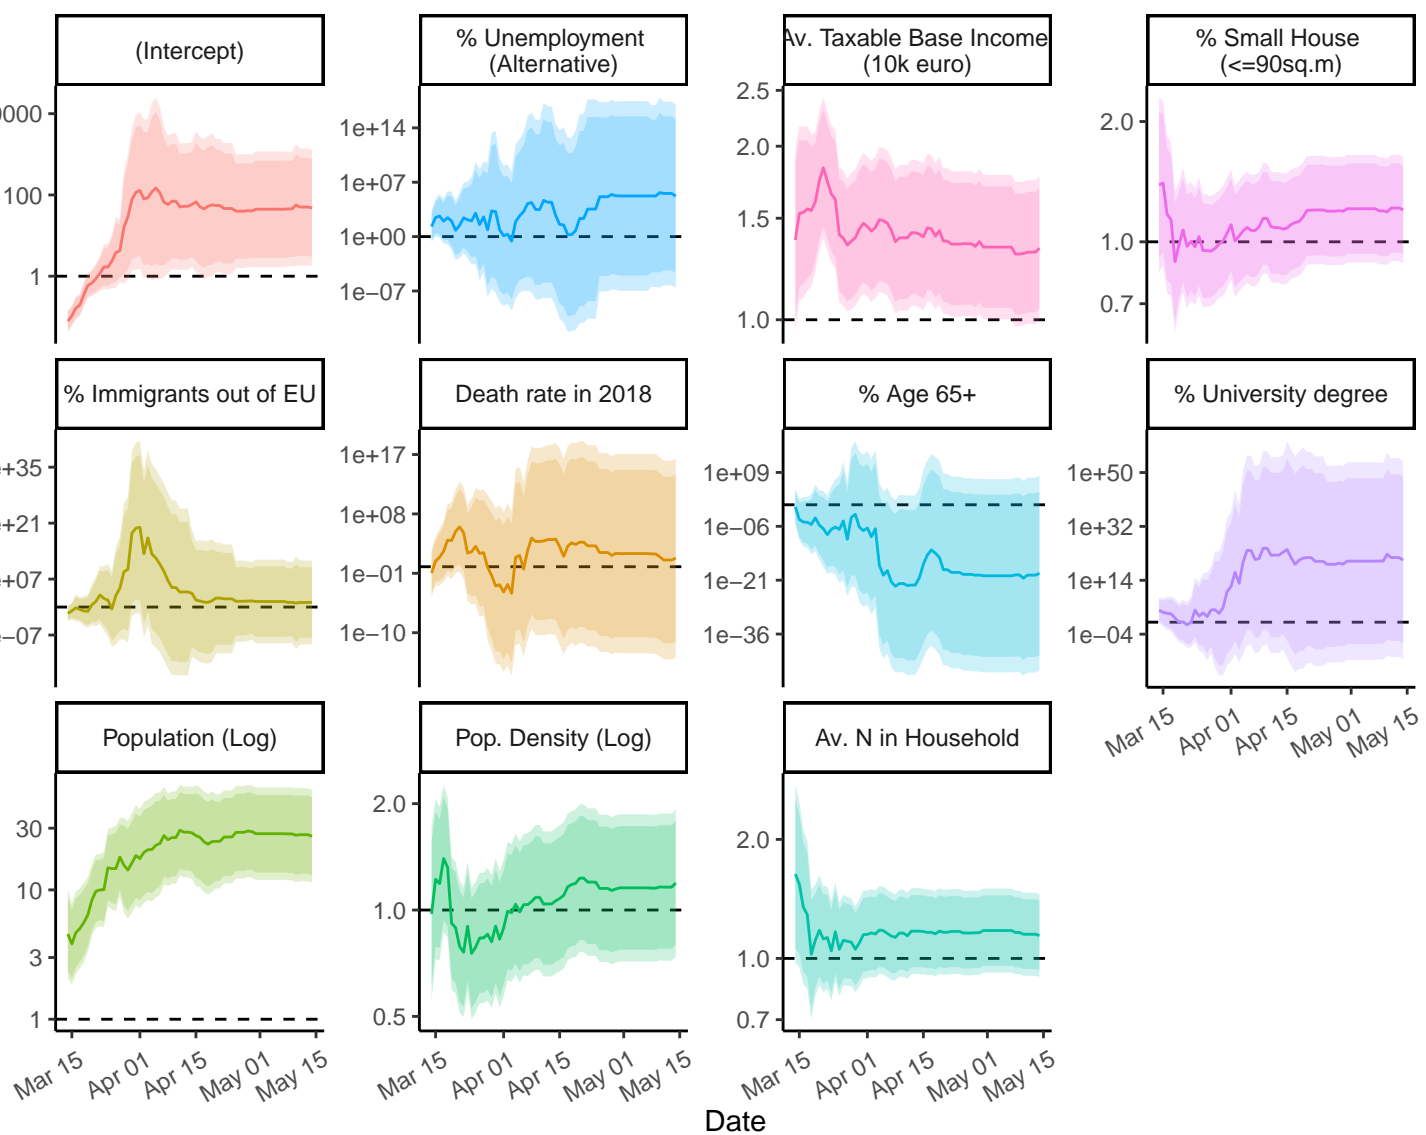 (Intercept)
% Unemployment
(Alternative)
Av. Taxable Base Income
(10k euro)
% Small House
(<=90sq.m)
100
1
1e+14
1e+07
1e+00
1e−07
2.5
2.0
1.5
1.0
2.0
1.0
0.7
% Immigrants out of EU
Death rate in 2018
% Age 65+
% University degree
e+35
e+21
e+07
e−07
1e+17
1e+08
1e−01
1e−10
1e+09
1e−06
1e−21
1e−36
1e+50
1e+32
1e+14
1e−04
Mar 15 Apr 01 Apr 15 May 01 May 15
Population (Log)
Pop. Density (Log)
Av. N in Household
30
10
3
1
2.0
1.0
0.5
2.0
1.0
0.7
Mar 15 Apr 01 Apr 15 May 01 May 15
Mar 15 Apr 01 Apr 15 May 01 May 15
Mar 15 Apr 01 Apr 15 May 01 May 15
Date